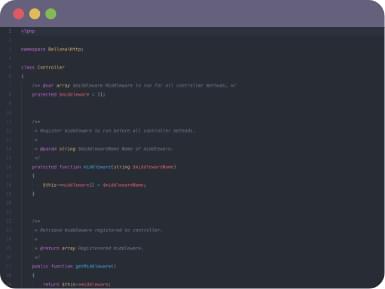 <?php
namespace Bellona\Http;
class Controller
{
/** @var array $middleware Middleware to run for all controller methods. */
protected $middleware = [];
/**
* Register middleware to run before all controller methods.
*
* @param string $middlewareName Name of middleware.
*/
protected function middleware(string $middlewareName)
{
$this->middleware[] = $middlewareName;
}
/**
* Retrieve middleware registered to controller.
*
* @return array Registered middleware.
*/
public function getMiddleware()
{
return $this->middleware;